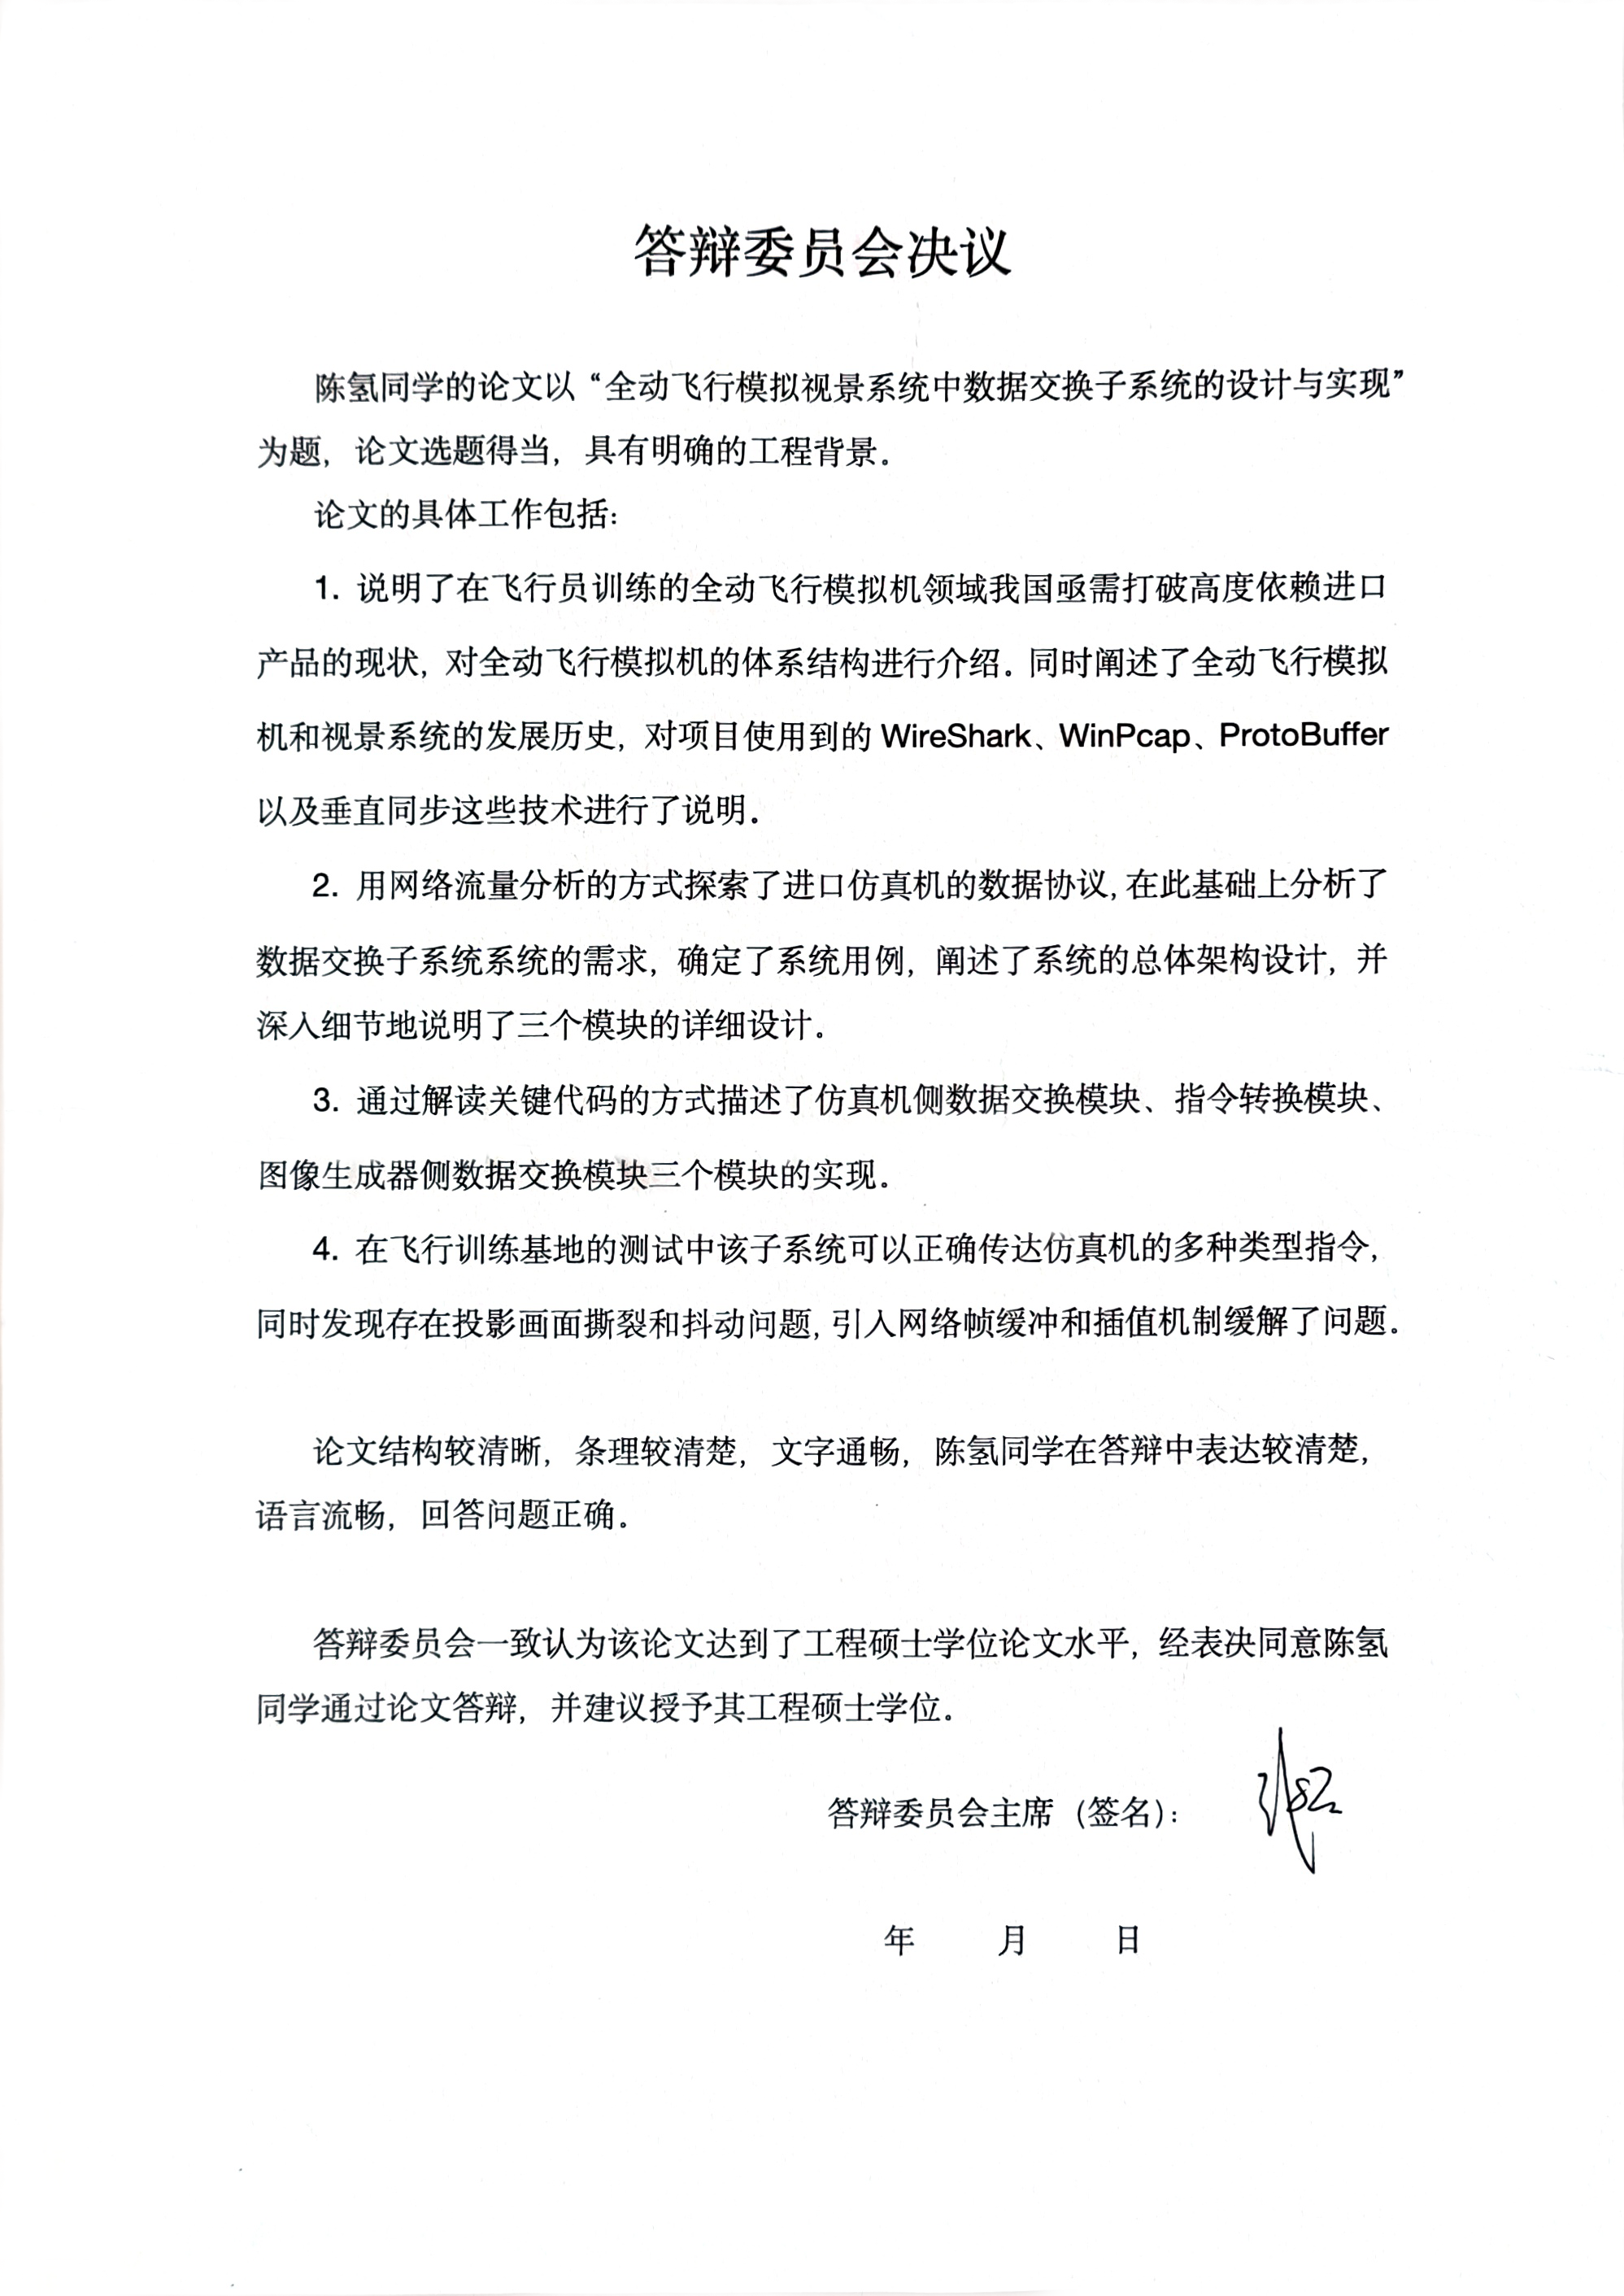 答辩委员会决议
陈氢同学的论文以“全动飞行模拟视景系统中数据交换子系统的设计与实现”
为题，论文选题得当，具有明确的工程背景。
论文的具体工作包括：
1. 说明了在飞行员训练的全动飞行模拟机领域我国亟需打破高度依赖进口
产品的现状，对全动飞行模拟机的体系结构进行介绍。同时阐述了全动飞行模拟
机和视景系统的发展历史，对项目使用到的 WireShark、WinPcap、ProtoBuffer
以及垂直同步这些技术进行了说明。
2. 用网络流量分析的方式探索了进口仿真机的数据协议,在此基础上分析了
数据交换子系统系统的需求，确定了系统用例，阐述了系统的总体架构设计，并
深入细节地说明了三个模块的详细设计。
3. 通过解读关键代码的方式描述了仿真机侧数据交换模块、指令转换模块、
图像生成器侧数据交换模块三个模块的实现。
4. 在飞行训练基地的测试中该子系统可以正确传达仿真机的多种类型指令，
同时发现存在投影画面撕裂和抖动问题,引入网络帧缓冲和插值机制缓解了问题。
论文结构较清晰，条理较清楚，文字通畅，陈氢同学在答辩中表达较清楚，
语言流畅，回答问题正确。
答辩委员会一致认为该论文达到了工程硕士学位论文水平，经表决同意陈氢
同学通过论文答辩，并建议授予其工程硕士学位。
答辩委员会主席（签名）：
年 月 日